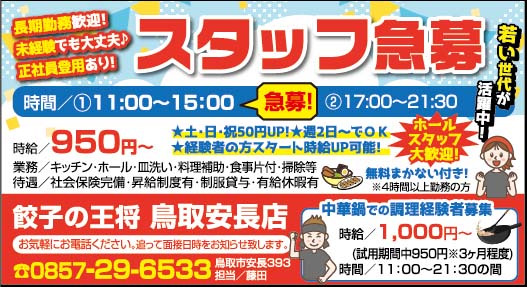 長期勤務歓迎!
未経験でも大丈夫♪
正社員登用あり!
スタッフ急募
若い世代が
活躍中!
時間/①11:00〜15:00 急募! ②17:00〜21:30
時給/950円〜
★土・日・祝50円UP!★週2日〜でOK
★経験者の方スタート時給UP可能!
ホール
スタッフ
大歓迎!
業務/キッチン・ホール・皿洗い・料理補助・食事片付・掃除等
待遇/社会保険完備・昇給制度有・制服貸与・有給休暇有
無料まかない付き!
※4時間以上勤務の方
餃子の王将 鳥取安長店
お気軽にお電話ください。追って面接日時をお知らせ致します。
☎0857-29-6533
鳥取市安長393
担当/藤田
中華鍋での調理経験者募集
時給/1,000円〜
(試用期間中950円※3ヶ月程度)
時間/11:00〜21:30の間